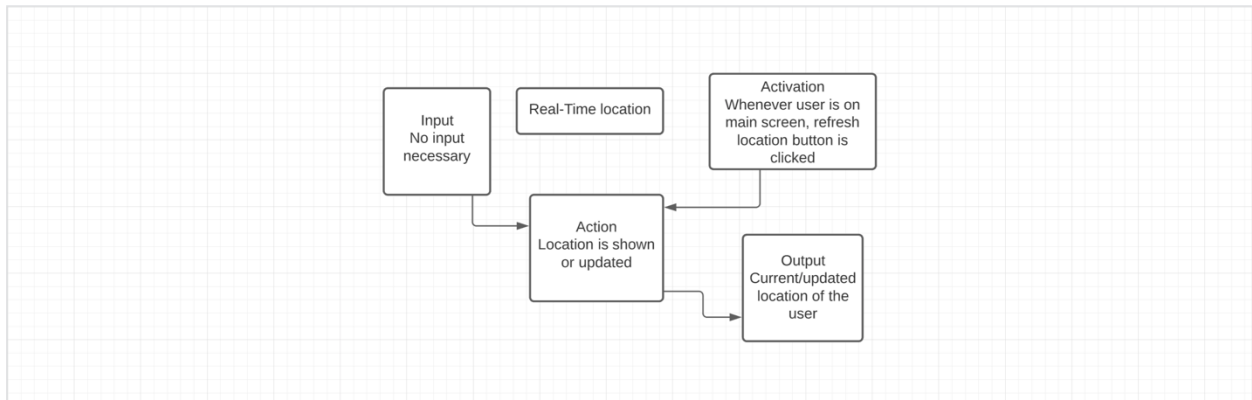 Input
No input
necessary
Real-Time location
Activation
Whenever user is on
main screen, refresh
location button is
clicked
Action
Location is shown
or updated
Output
Current/updated
location of the
user